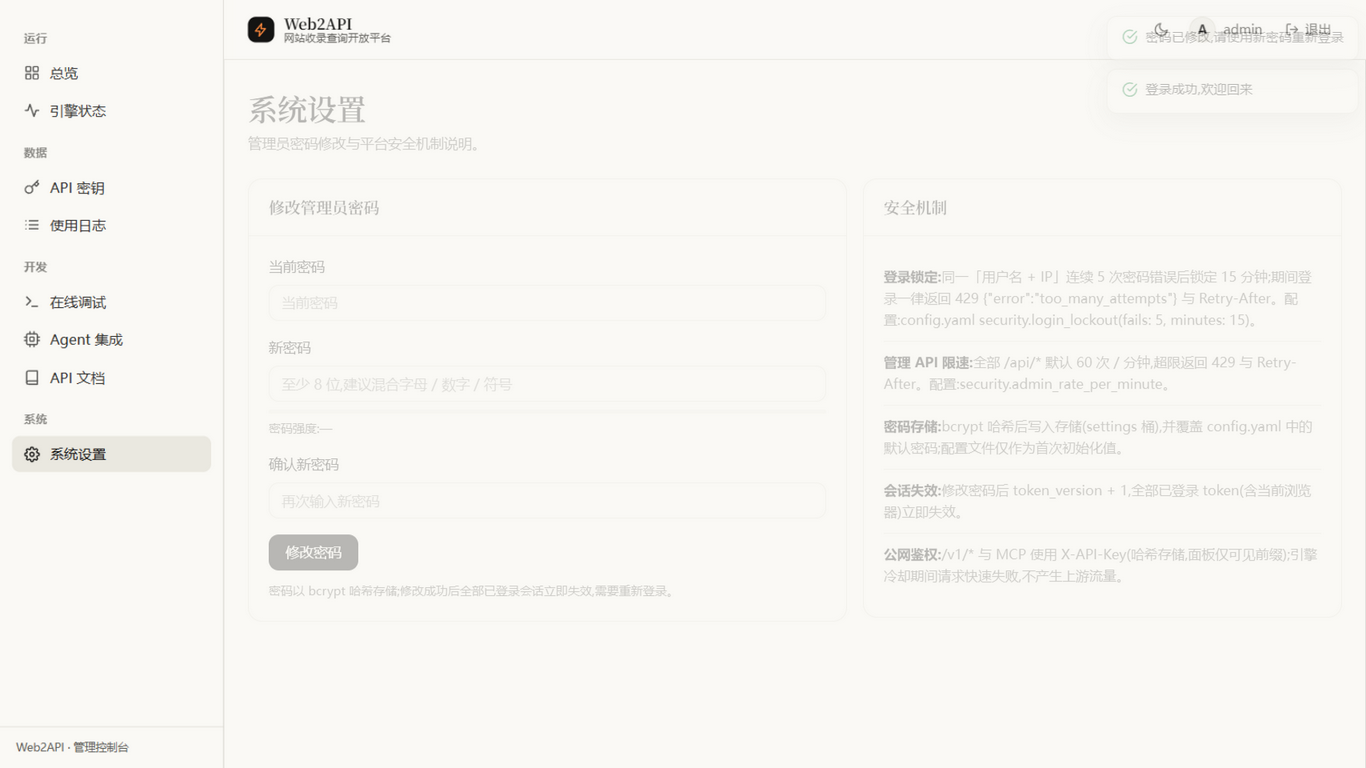 运行
总览
引擎状态
数据
API 密钥
使用日志
开发
在线调试
Agent 集成
API 文档
系统
系统设置
Web2API · 管理控制台
Web2API
网站收录查询开放平台
A
admin
退出
密码已修改,请使用新密码重新登录
登录成功,欢迎回来
系统设置
管理员密码修改与平台安全机制说明。
修改管理员密码
当前密码
当前密码
新密码
至少 8 位,建议混合字母 / 数字 / 符号
密码强度:—
确认新密码
再次输入新密码
修改密码
密码以 bcrypt 哈希存储;修改成功后全部已登录会话立即失效,需要重新登录。
安全机制
登录锁定:同一「用户名 + IP」连续 5 次密码错误后锁定 15 分钟;期间登
录一律返回 429 {"error":"too_many_attempts"} 与 Retry-After。配
置:config.yaml security.login_lockout(fails: 5, minutes: 15)。
管理 API 限速:全部 /api/* 默认 60 次 / 分钟,超限返回 429 与 Retry-
After。配置:security.admin_rate_per_minute。
密码存储:bcrypt 哈希后写入存储(settings 桶),并覆盖 config.yaml 中的
默认密码;配置文件仅作为首次初始化值。
会话失效:修改密码后 token_version + 1,全部已登录 token(含当前浏览
器)立即失效。
公网鉴权:/v1/* 与 MCP 使用 X-API-Key(哈希存储,面板仅可见前缀);引擎
冷却期间请求快速失败,不产生上游流量。